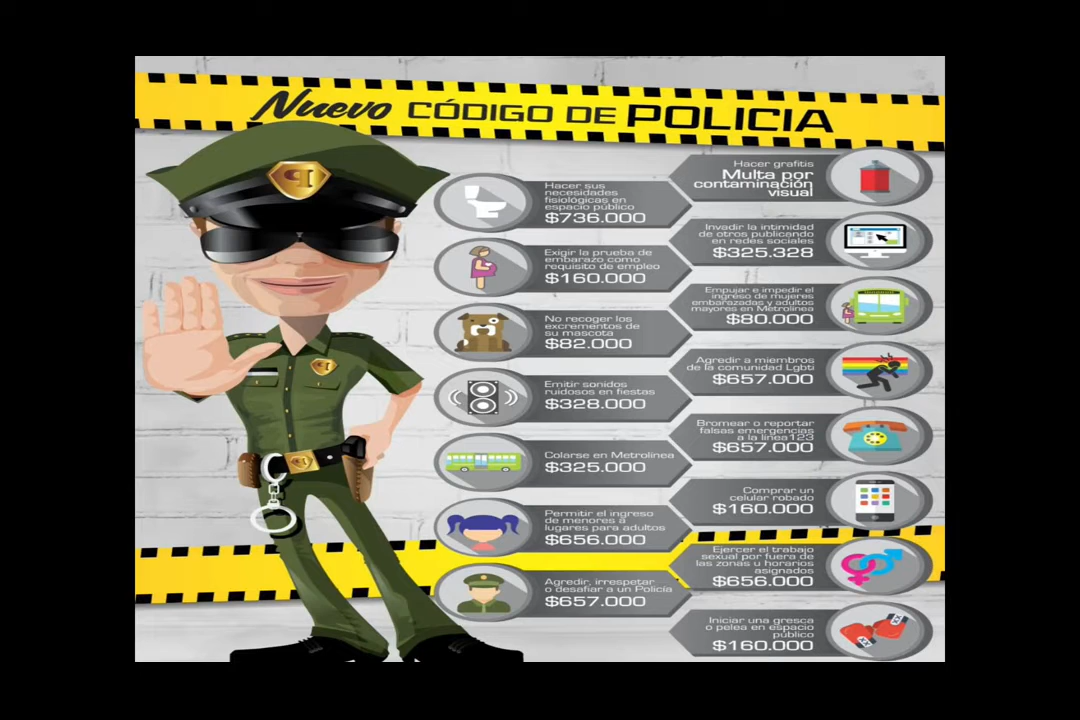 Nuevo CÓDIGO DE POLICIA
Hacer sus
necesidades
fisiológicas en
espacio público
$736.000
Exigir la prueba de
embarazo como
requisito de empleo
$160.000
No recoger los
excrementos de
su mascota
$82.000
Emitir sonidos
ruidosos en fiestas
$328.000
Colarse en Metrolínea
$325.000
Permitir el ingreso
de menores a
lugares para adultos
$656.000
Agredir, irrespetar
o desafiar a un Policía
$657.000
Hacer grafitis
Multa por
contaminación
visual
Invadir la intimidad
de otros publicando
en redes sociales
$325.328
Empujar e impedir el
ingreso de mujeres
embarazadas y adultos
mayores en Metrolínea
$80.000
Agredir a miembros
de la comunidad Lgbti
$657.000
Bromear o reportar
falsas emergencias
a la línea 123
$657.000
Comprar un
celular robado
$160.000
Ejercer el trabajo
sexual por fuera de
las zonas u horarios
asignados
$656.000
Iniciar una gresca
o pelea en espacio
público
$160.000